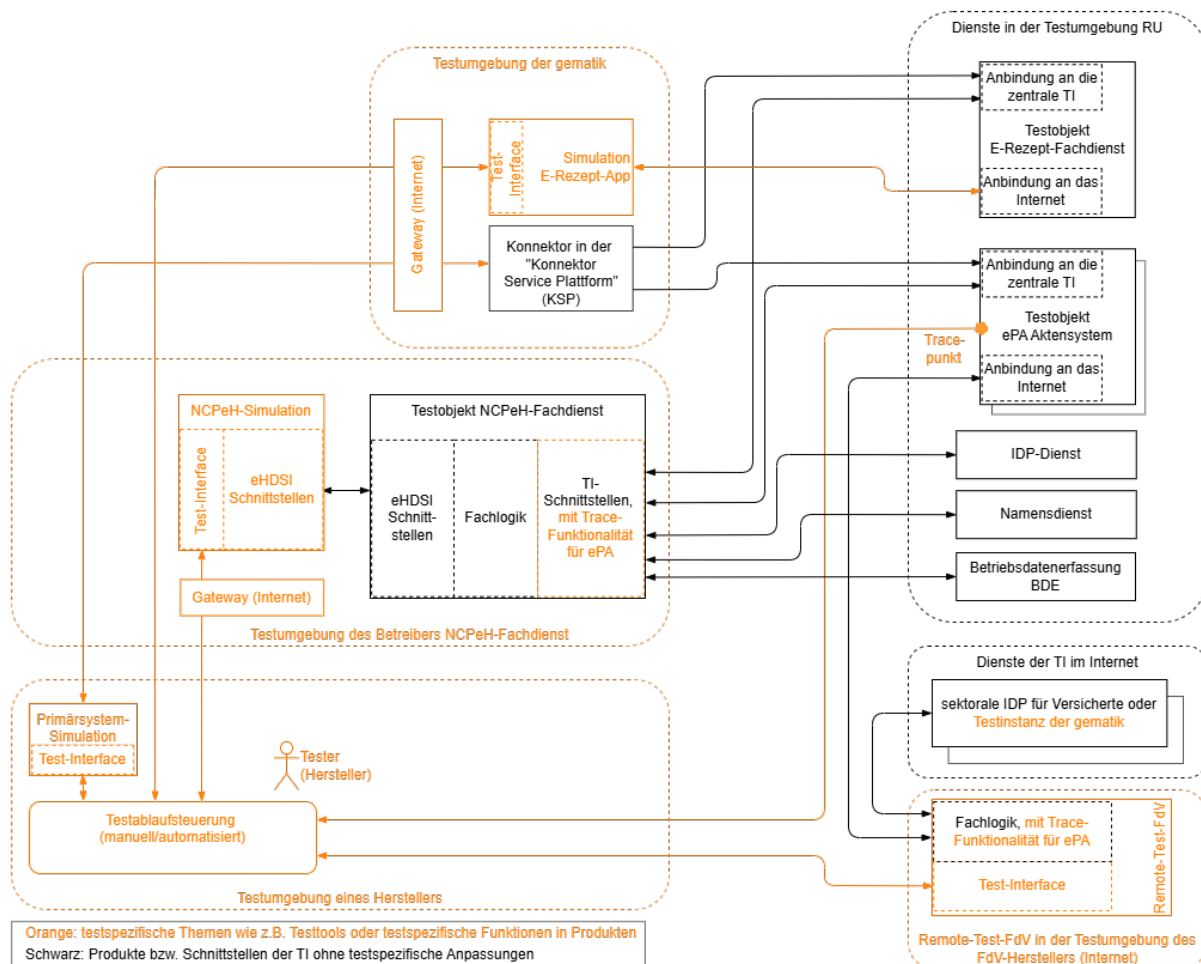 Dienste in der Testumgebung RU
Testumgebung der gematik
Anbindung an die
zentrale TI
Testobjekt
E-Rezept-Fachdienst
Anbindung an das
Internet
Gateway (Internet)
Test-
Interface
Simulation
E-Rezept-App
Konnektor in der
"Konnektor
Service Plattform"
(KSP)
Anbindung an die
zentrale TI
Testobjekt
ePA Aktensystem
Trace-
punkt
Anbindung an das
Internet
NCPeH-Simulation
Test-Interface
eHDSI
Schnittstellen
Testobjekt NCPeH-Fachdienst
eHDSI
Schnitt-
stellen
Fachlogik
TI-
Schnittstellen,
mit Trace-
Funktionalität
für ePA
IDP-Dienst
Namensdienst
Betriebsdatenerfassung
BDE
Gateway (Internet)
Testumgebung des Betreibers NCPeH-Fachdienst
Dienste der TI im Internet
sektorale IDP für Versicherte oder
Testinstanz der gematik
Primärsystem-
Simulation
Test-Interface
Tester
(Hersteller)
Testablaufsteuerung
(manuell/automatisiert)
Testumgebung eines Herstellers
Fachlogik, mit Trace-
Funktionalität für ePA
Test-Interface
Remote-Test-FdV
Remote-Test-FdV in der Testumgebung des
FdV-Herstellers (Internet)
Orange: testspezifische Themen wie z.B. Testtools oder testspezifische Funktionen in Produkten
Schwarz: Produkte bzw. Schnittstellen der TI ohne testspezifische Anpassungen